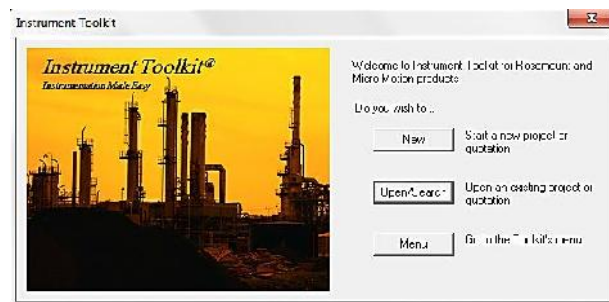 Instrument Toolkit
Instrument Toolkit®
Instrumentation Made Easy
Welcome to Instrument Toolkit for Rosemount and
Micro Motion products
Do you wish to...
New
Start a new project or
quotation
Open/Search
Open an existing project or
quotation
Menu
Go to the Toolkit's menu